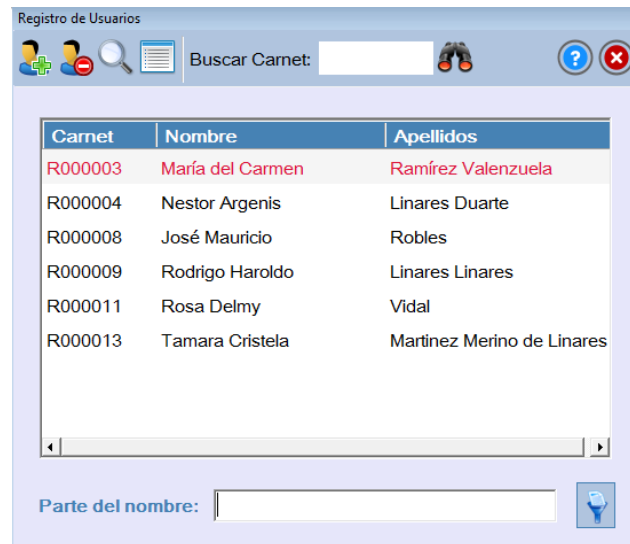 Registro de Usuarios
Buscar Carnet:
Carnet Nombre Apellidos
R000003 María del Carmen Ramírez Valenzuela
R000004 Nestor Argenis Linares Duarte
R000008 José Mauricio Robles
R000009 Rodrigo Haroldo Linares Linares
R000011 Rosa Delmy Vidal
R000013 Tamara Cristela Martinez Merino de Linares
Parte del nombre: